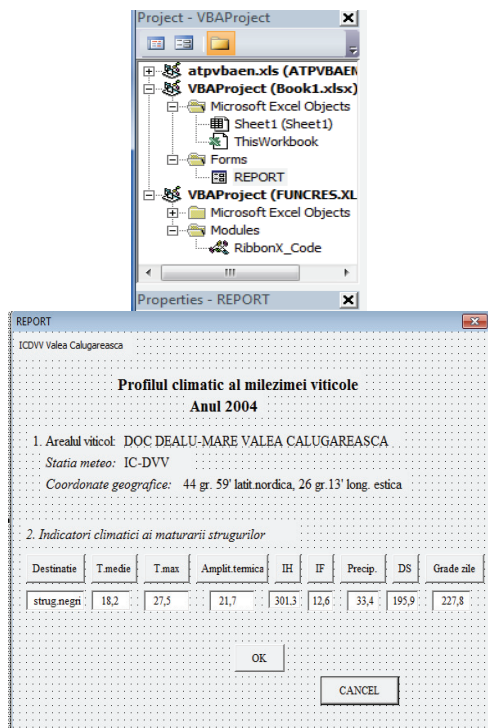 Project - VBAProject
atpvbaen.xls (ATPVBAEN
VBAProject (Book1.xlsx)
Microsoft Excel Objects
Sheet1 (Sheet1)
ThisWorkbook
Forms
REPORT
VBAProject (FUNCRES.XL
Microsoft Excel Objects
Modules
RibbonX_Code
Properties - REPORT
REPORT
ICDVV Valea Calugareasca
Profilul climatic al milezimei viticole
Anul 2004
1. Arealul viticol: DOC DEALU-MARE VALEA CALUGAREASCA
Statia meteo: IC-DVV
Coordonate geografice: 44 gr. 59' latit.nordica, 26 gr.13' long. estica
2. Indicatori climatici ai maturarii strugurilor
Destinatie T.medie T.max Amplit.termica IH IF Precip. DS Grade zile
strug.negri 18,2 27,5 21,7 301.3 12,6 33,4 195,9 227,8
OK
CANCEL